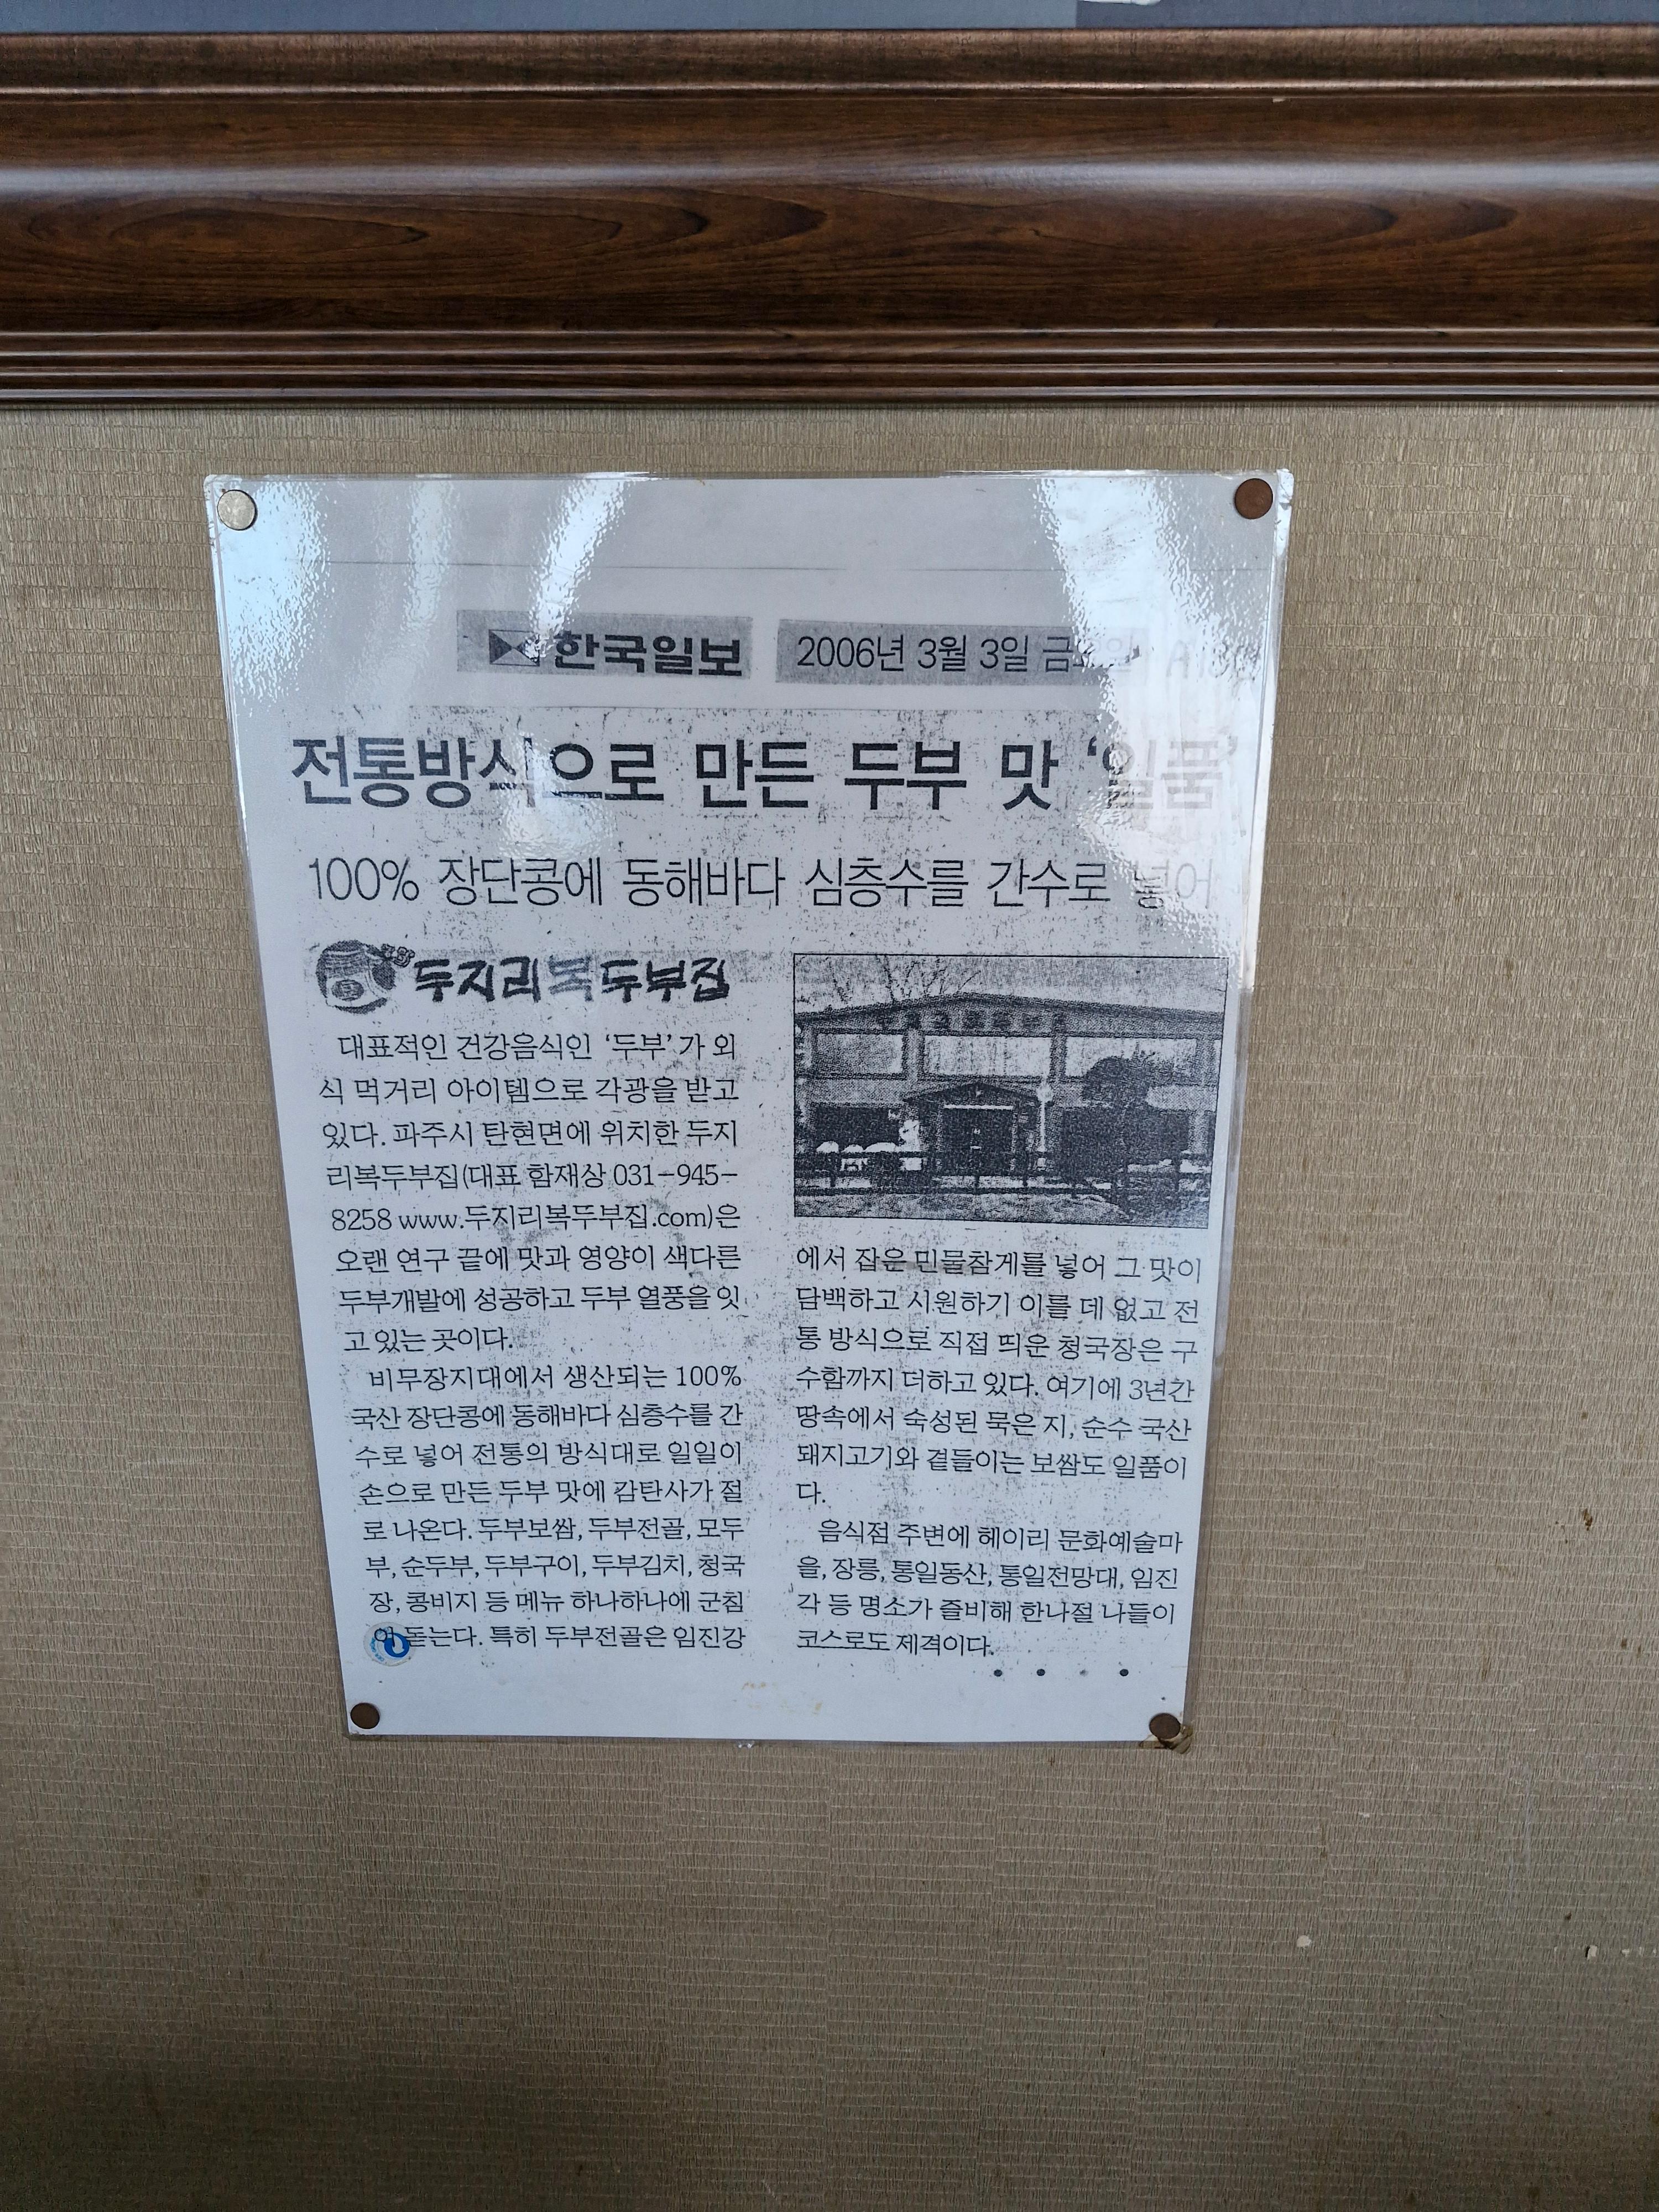 한국일보
2006년 3월 3일 금요일
전통방식으로 만든 두부 맛 ‘일품’
100% 장단콩에 동해바다 심층수를 간수로 넣어
두지리복두부집
대표적인 건강음식인 ‘두부’가 외
식 먹거리 아이템으로 각광을 받고
있다. 파주시 탄현면에 위치한 두지
리복두부집(대표 함재상 031-945-
8258 www.두지리복두부집.com)은
오랜 연구 끝에 맛과 영양이 색다른
두부개발에 성공하고 두부 열풍을 잇
고 있는 곳이다.
비무장지대에서 생산되는 100%
국산 장단콩에 동해바다 심층수를 간
수로 넣어 전통의 방식대로 일일이
손으로 만든 두부 맛에 감탄사가 절
로 나온다. 두부보쌈, 두부전골, 모두
부, 순두부, 두부구이, 두부김치, 청국
장, 콩비지 등 메뉴 하나하나에 군침
이 돋는다. 특히 두부전골은 임진강
에서 잡은 민물참게를 넣어 그 맛이
담백하고 시원하기 이를 데 없고 전
통 방식으로 직접 띄운 청국장은 구
수함까지 더하고 있다. 여기에 3년간
땅속에서 숙성된 묵은 지, 순수 국산
돼지고기와 곁들이는 보쌈도 일품이
다.
음식점 주변에 헤이리 문화예술마
을, 장릉, 통일동산, 통일전망대, 임진
각 등 명소가 즐비해 한나절 나들이
코스로도 제격이다.